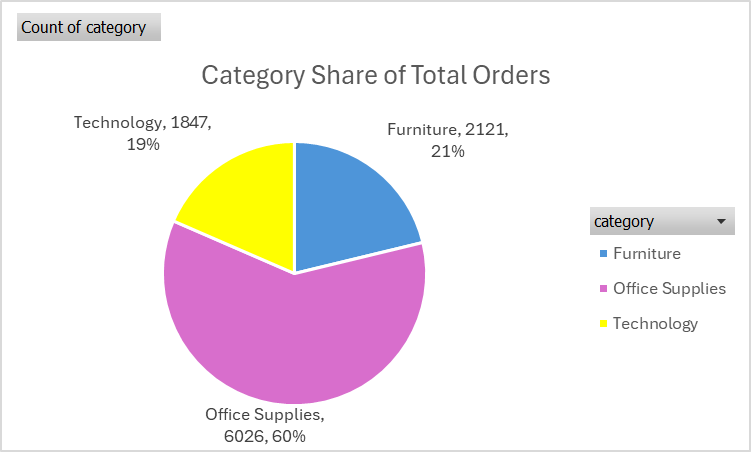 Count of category
Category Share of Total Orders
Technology, 1847,
19%
Furniture, 2121,
21%
category
Furniture
Office Supplies
Technology
Office Supplies,
6026, 60%